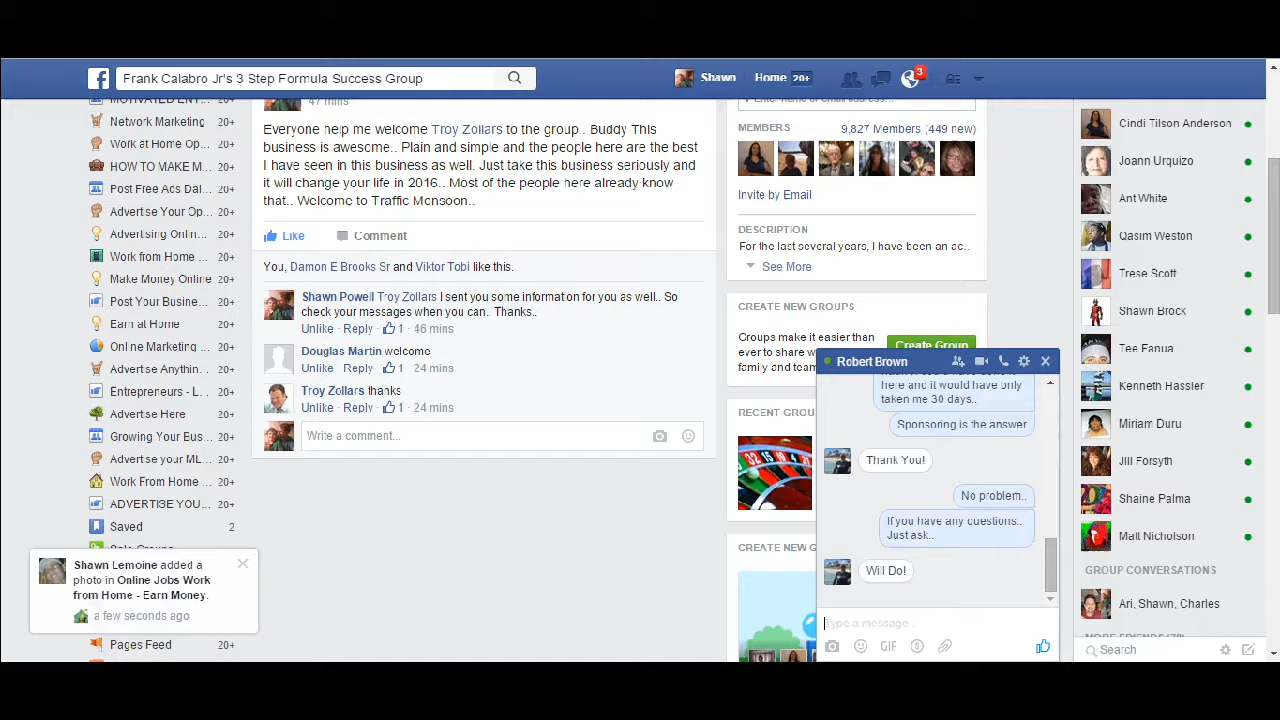 Frank Calabro Jr's 3 Step Formula Success Group
Shawn
Home 20+
3
MOTIVATED ENT... 20+
Network Marketing 20+
Work at Home Op... 20+
HOW TO MAKE M... 20+
Post Free Ads Dai... 20+
Advertise Your Op... 20+
Advertising Onlin... 20+
Work from Home ... 20+
Make Money Online 20+
Post Your Busine... 20+
Earn at Home 20+
Online Marketing ... 20+
Advertise Anythin... 20+
Entrepreneurs - L... 20+
Advertise Here 20+
Growing Your Bus... 20+
Advertise your ML... 20+
Work From Home ... 20+
ADVERTISE YOU... 20+
Saved 2
Shawn Lemoine added a
photo in Online Jobs Work
from Home - Earn Money.
a few seconds ago
Pages Feed 20+
47 mins
Everyone help me welcome Troy Zollars to the group.. Buddy This
business is awesome.. Plain and simple and the people here are the best
I have seen in this business as well. Just take this business seriously and
it will change your life in 2016.. Most of the people here already know
that.. Welcome to Traffic Monsoon..
Like Comment
You, Damon E Brooks Sr and Viktor Tobi like this.
Shawn Powell Troy Zollars I sent you some information for you as well.. So
check your messages when you can.. Thanks..
Unlike · Reply · 1 · 46 mins
Douglas Martin welcome
Unlike · Reply · 1 · 24 mins
Troy Zollars thanks
Unlike · Reply · 1 · 24 mins
Write a comment...
+ Enter name or email address...
MEMBERS 9,827 Members (449 new)
Invite by Email
DESCRIPTION
For the last several years, I have been an ac..
See More
CREATE NEW GROUPS
Groups make it easier than
ever to share w
family and team
Create Group
RECENT GROU
CREATE NEW G
Robert Brown
here and it would have only
taken me 30 days..
Sponsoring is the answer
Thank You!
No problem..
If you have any questions..
Just ask..
Will Do!
Type a message...
GIF
Cindi Tilson Anderson
Joann Urquizo
Ant White
Qasim Weston
Trese Scott
Shawn Brock
Tee Fanua
Kenneth Hassler
Miriam Duru
Jill Forsyth
Shaine Palma
Matt Nicholson
GROUP CONVERSATIONS
Ari, Shawn, Charles
Search